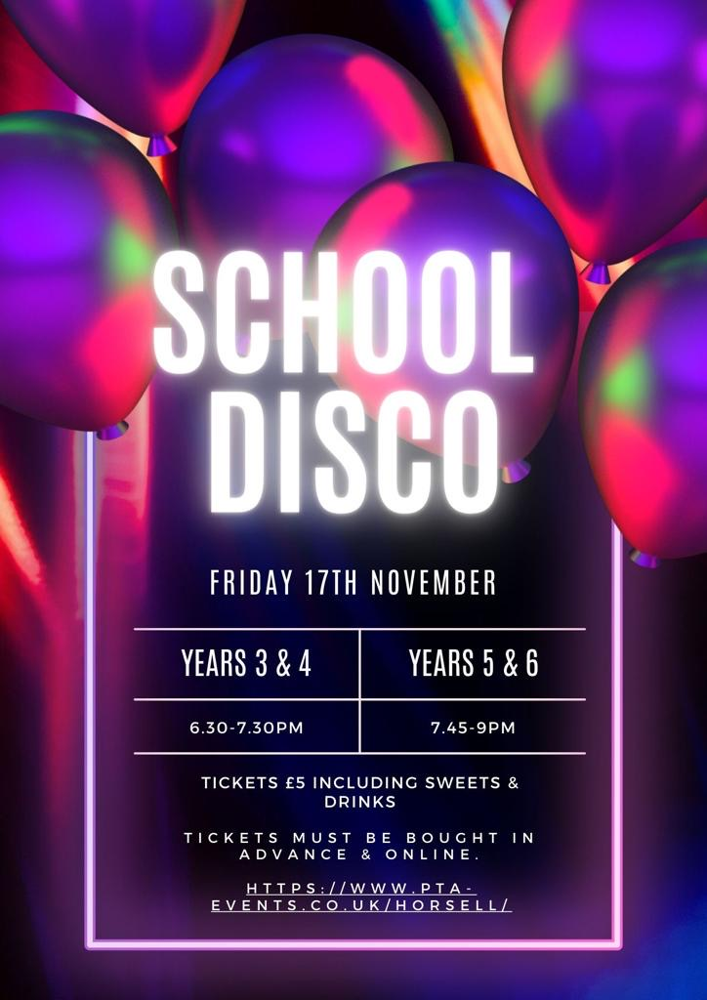 SCHOOL
DISCO
FRIDAY 17TH NOVEMBER
YEARS 3 & 4
YEARS 5 & 6
6.30-7.30PM
7.45-9PM
TICKETS £5 INCLUDING SWEETS &
DRINKS
TICKETS MUST BE BOUGHT IN
ADVANCE & ONLINE.
HTTPS://WWW.PTA-
EVENTS.CO.UK/HORSELL/